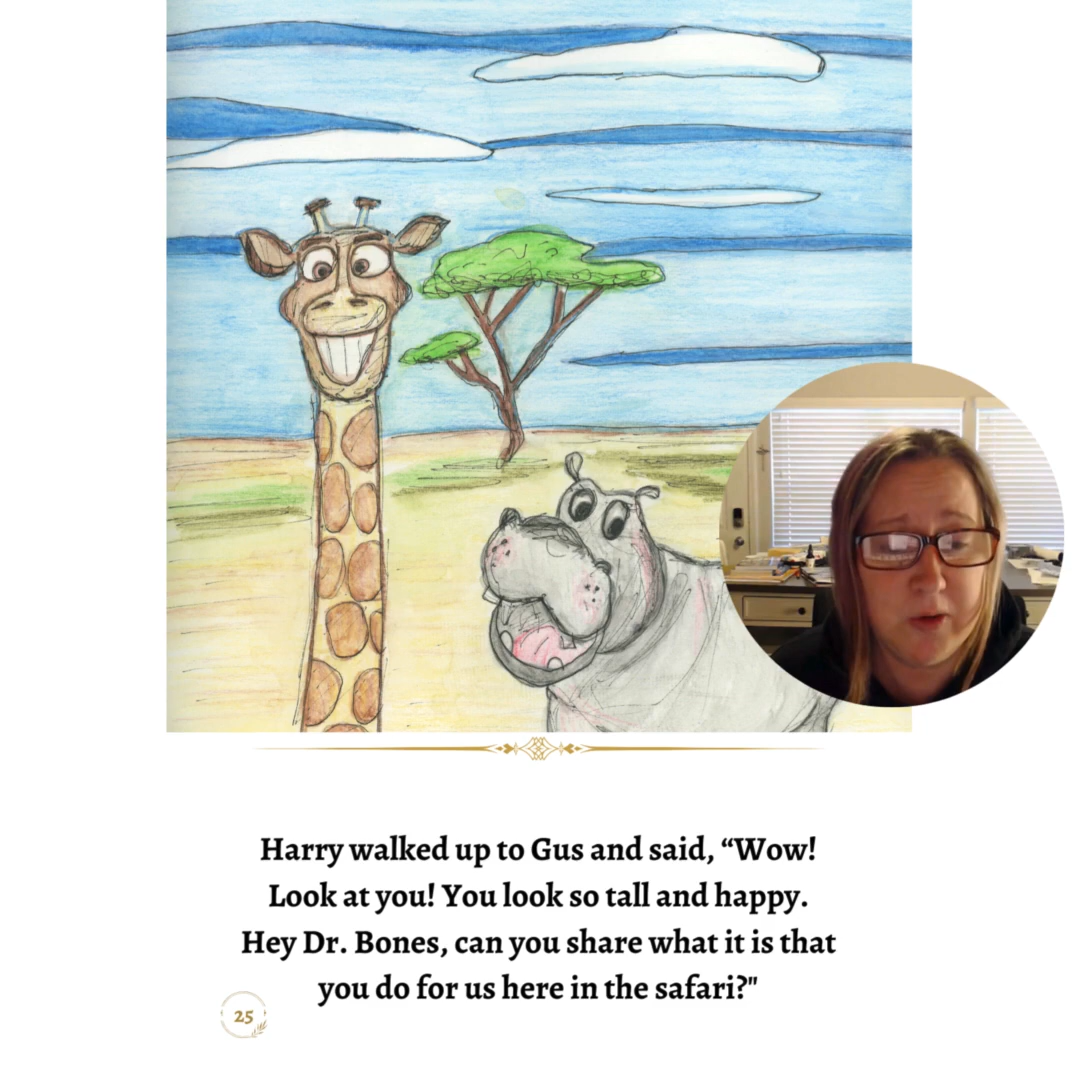 Harry walked up to Gus and said, “Wow!
Look at you! You look so tall and happy.
Hey Dr. Bones, can you share what it is that
you do for us here in the safari?"
25